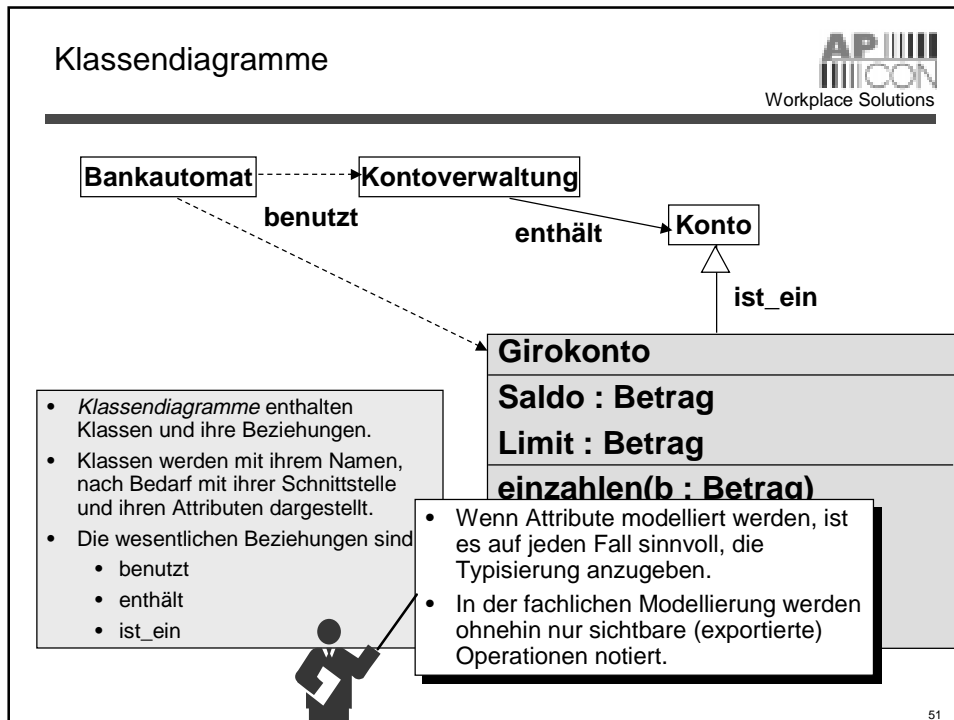 Klassendiagramme
AP
CON
Workplace Solutions
Bankautomat
Kontoverwaltung
benutzt
enthält
Konto
ist_ein
Girokonto
Saldo : Betrag
Limit : Betrag
einzahlen(b : Betrag)
• Klassendiagramme enthalten
Klassen und ihre Beziehungen.
• Klassen werden mit ihrem Namen,
nach Bedarf mit ihrer Schnittstelle
und ihren Attributen dargestellt.
• Die wesentlichen Beziehungen sind
• benutzt
• enthält
• ist_ein
• Wenn Attribute modelliert werden, ist
es auf jeden Fall sinnvoll, die
Typisierung anzugeben.
• In der fachlichen Modellierung werden
ohnehin nur sichtbare (exportierte)
Operationen notiert.
51